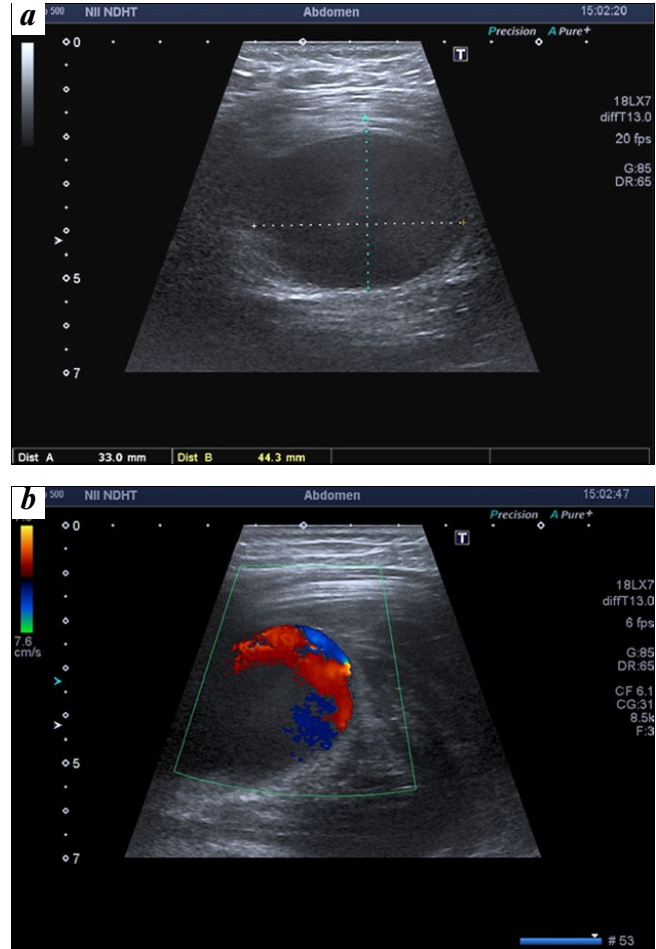 a
500 NII NDHT Abdomen 15:02:20
Precision A Pure+
T
0
18LX7
diffT13.0
20 fps
G:85
DR:65
5
7
Dist A 33.0 mm Dist B 44.3 mm
b
500 NII NDHT Abdomen 15:02:47
Precision A Pure+
0
T
7.6
cm/s
18LX7
diffT13.0
6 fps
G:85
DR:65
CF 6.1
CG:31
8.5k
F:3
5
7
# 53